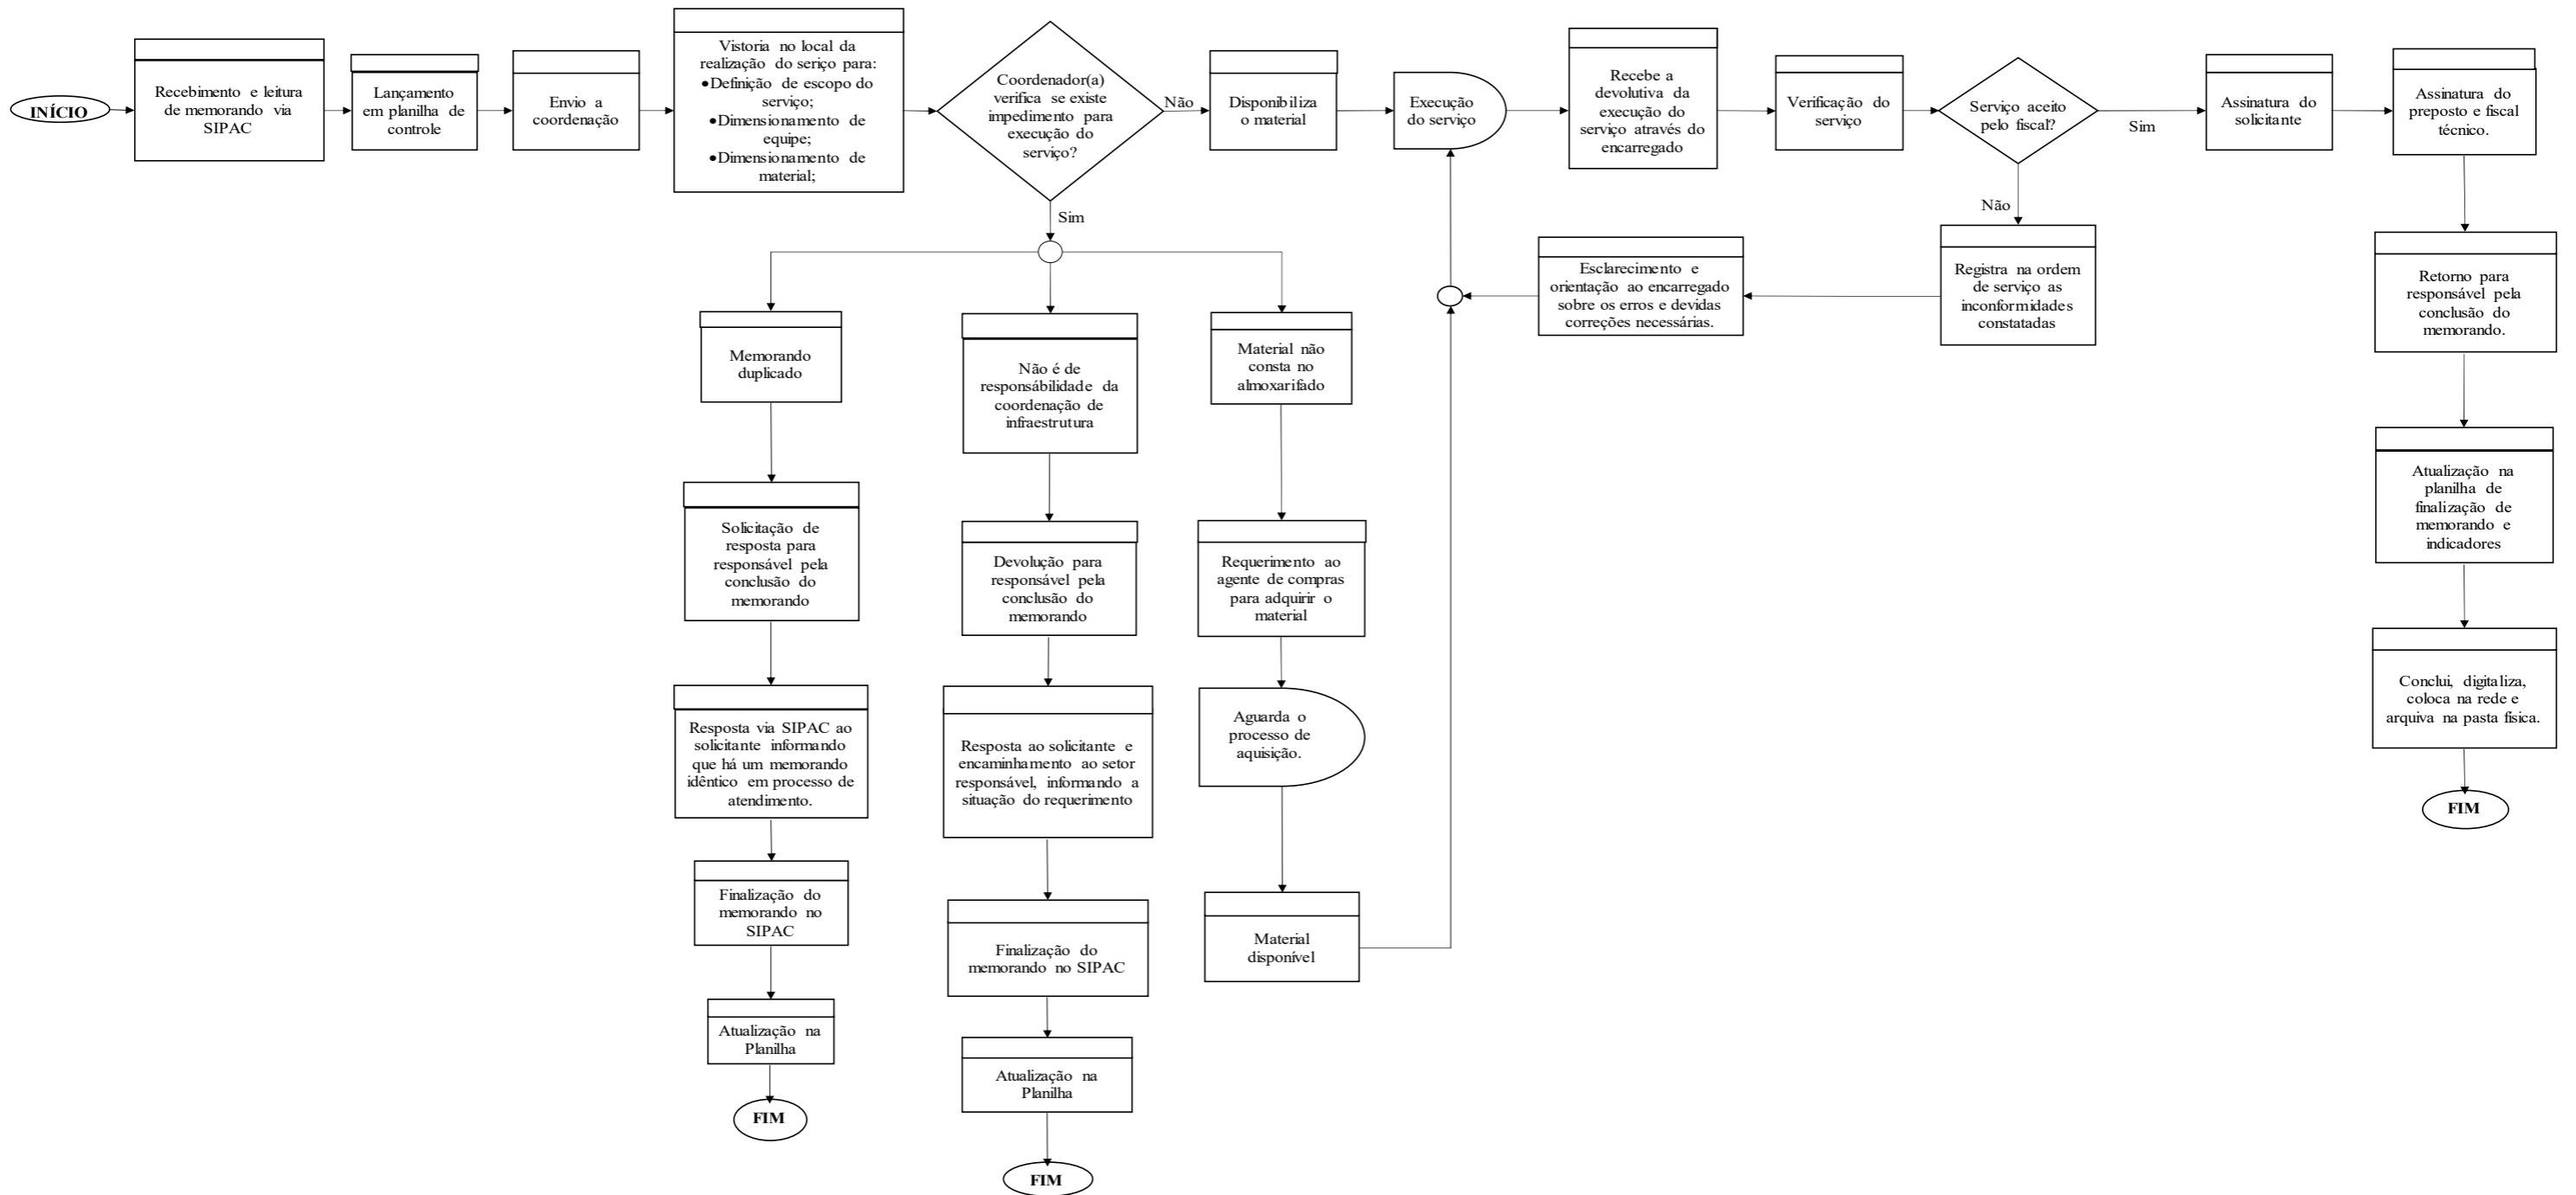 INÍCIO
Recebimento e leitura
de memorando via
SIPAC
Lançamento
em planilha de
controle
Envio a
coordenação
Vistoria no local da
realização do seriço para:
•Definição de escopo do
serviço;
•Dimensionamento de
equipe;
•Dimensionamento de
material;
Coordenador(a)
verifica se existe
impedimento para
execução do
serviço?
Não
Disponibiliza
o material
Execução
do serviço
Recebe a
devolutiva da
execução do
serviço através do
encarregado
Verificação do
serviço
Serviço aceito
pelo fiscal?
Sim
Assinatura do
solicitante
Assinatura do
preposto e fiscal
técnico.
Sim
Não
Esclarecimento e
orientação ao encarregado
sobre os erros e devidas
correções necessárias.
Registra na ordem
de serviço as
inconformidades
constatadas
Retorno para
responsável pela
conclusão do
memorando.
Memorando
duplicado
Não é de
responsábilidade da
coordenação de
infraestrutura
Material não
consta no
almoxarifado
Atualização na
planilha de
finalização de
memorando e
indicadores
Solicitação de
resposta para
responsável pela
conclusão do
memorando
Devolução para
responsável pela
conclusão do
memorando
Requerimento ao
agente de compras
para adquirir o
material
Conclui, digitaliza,
coloca na rede e
arquiva na pasta física.
Resposta via SIPAC ao
solicitante informando
que há um memorando
idêntico em processo de
atendimento.
Resposta ao solicitante e
encaminhamento ao setor
responsável, informando a
situação do requerimento
Aguarda o
processo de
aquisição.
FIM
Finalização do
memorando no
SIPAC
Finalização do
memorando no SIPAC
Material
disponível
Atualização na
Planilha
Atualização na
Planilha
FIM
FIM